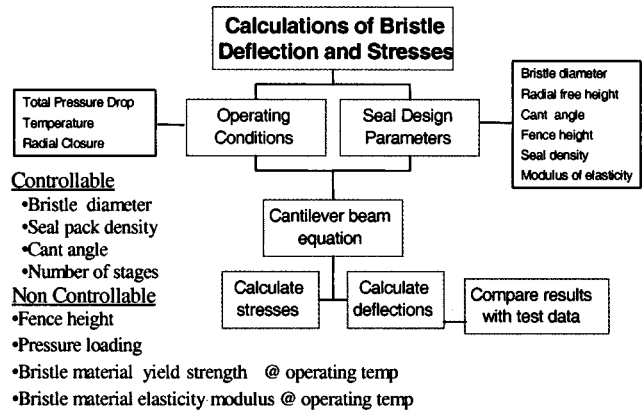 Calculations of Bristle
Deflection and Stresses
Total Pressure Drop
Temperature
Radial Closure
Operating
Conditions
Seal Design
Parameters
Bristle diameter
Radial free height
Cant angle
Fence height
Seal density
Modulus of elasticity
Controllable
•Bristle diameter
•Seal pack density
•Cant angle
•Number of stages
Non Controllable
•Fence height
•Pressure loading
•Bristle material yield strength @ operating temp
•Bristle material elasticity modulus @ operating temp
Cantilever beam
equation
Calculate
stresses
Calculate
deflections
Compare results
with test data